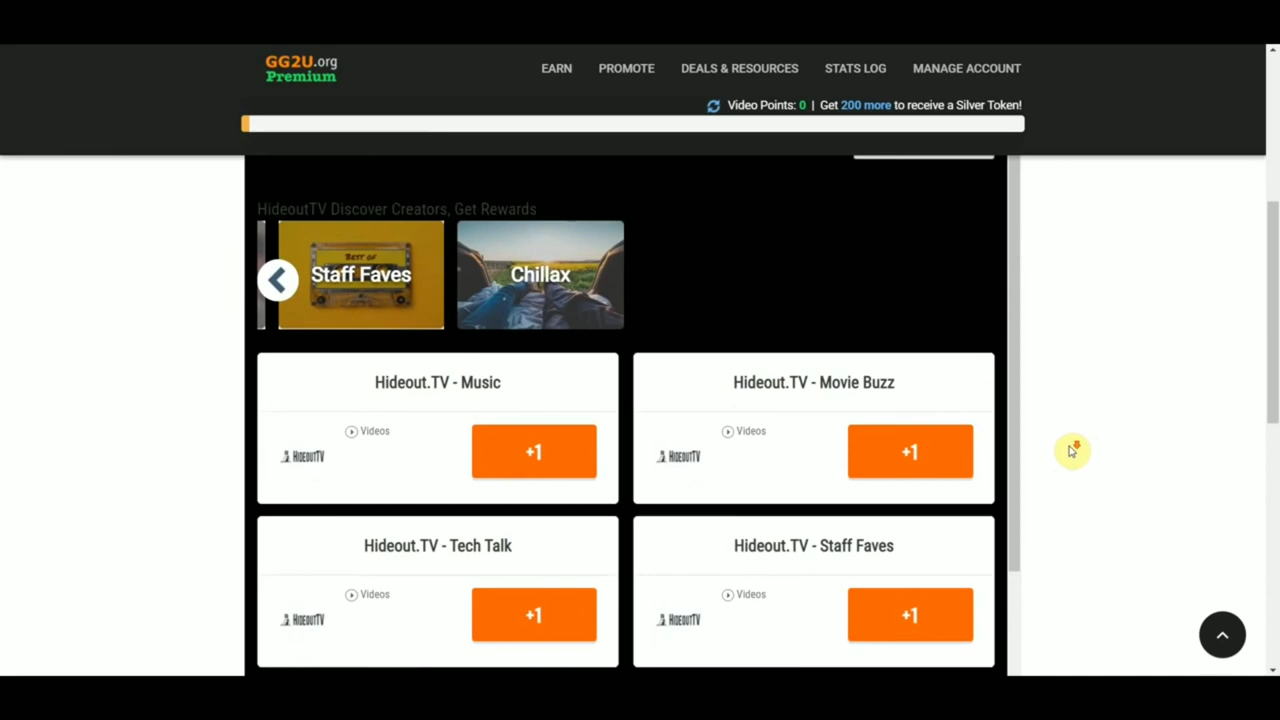 GG2U.org
Premium
EARN PROMOTE DEALS & RESOURCES STATS LOG MANAGE ACCOUNT
Video Points: 0 | Get 200 more to receive a Silver Token!
HideoutTV Discover Creators, Get Rewards
BEST OF
Staff Faves
Chillax
Hideout.TV - Music
Videos
HIDEOUTTV
+1
Hideout.TV - Movie Buzz
Videos
HIDEOUTTV
+1
Hideout.TV - Tech Talk
Videos
HIDEOUTTV
+1
Hideout.TV - Staff Faves
Videos
HIDEOUTTV
+1